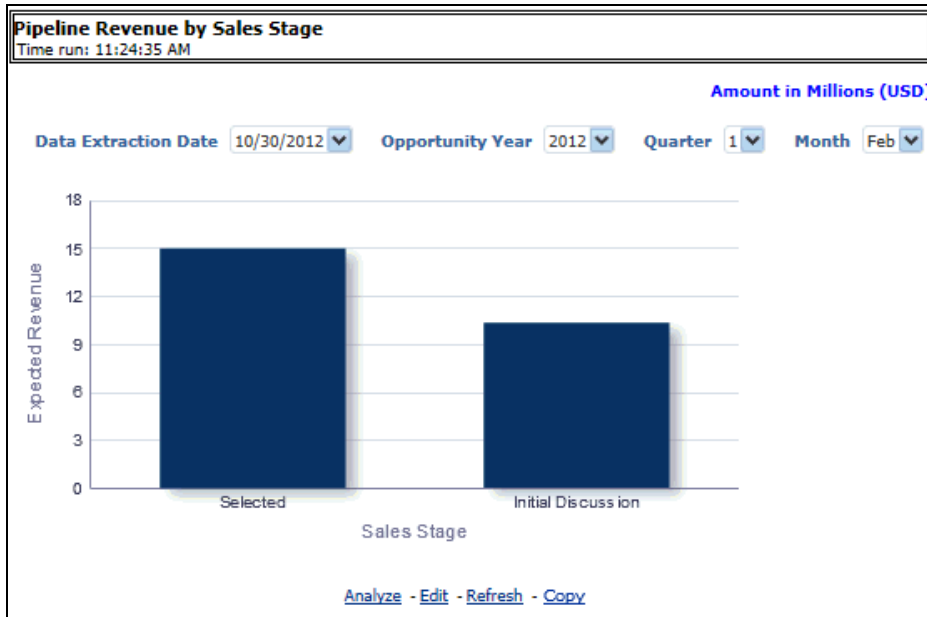 Pipeline Revenue by Sales Stage
Time run: 11:24:35 AM
Amount in Millions (USD)
Data Extraction Date 10/30/2012 Opportunity Year 2012 Quarter 1 Month Feb
18
15
12
9
6
3
0
Expected Revenue
Selected Initial Discussion
Sales Stage
Analyze - Edit - Refresh - Copy